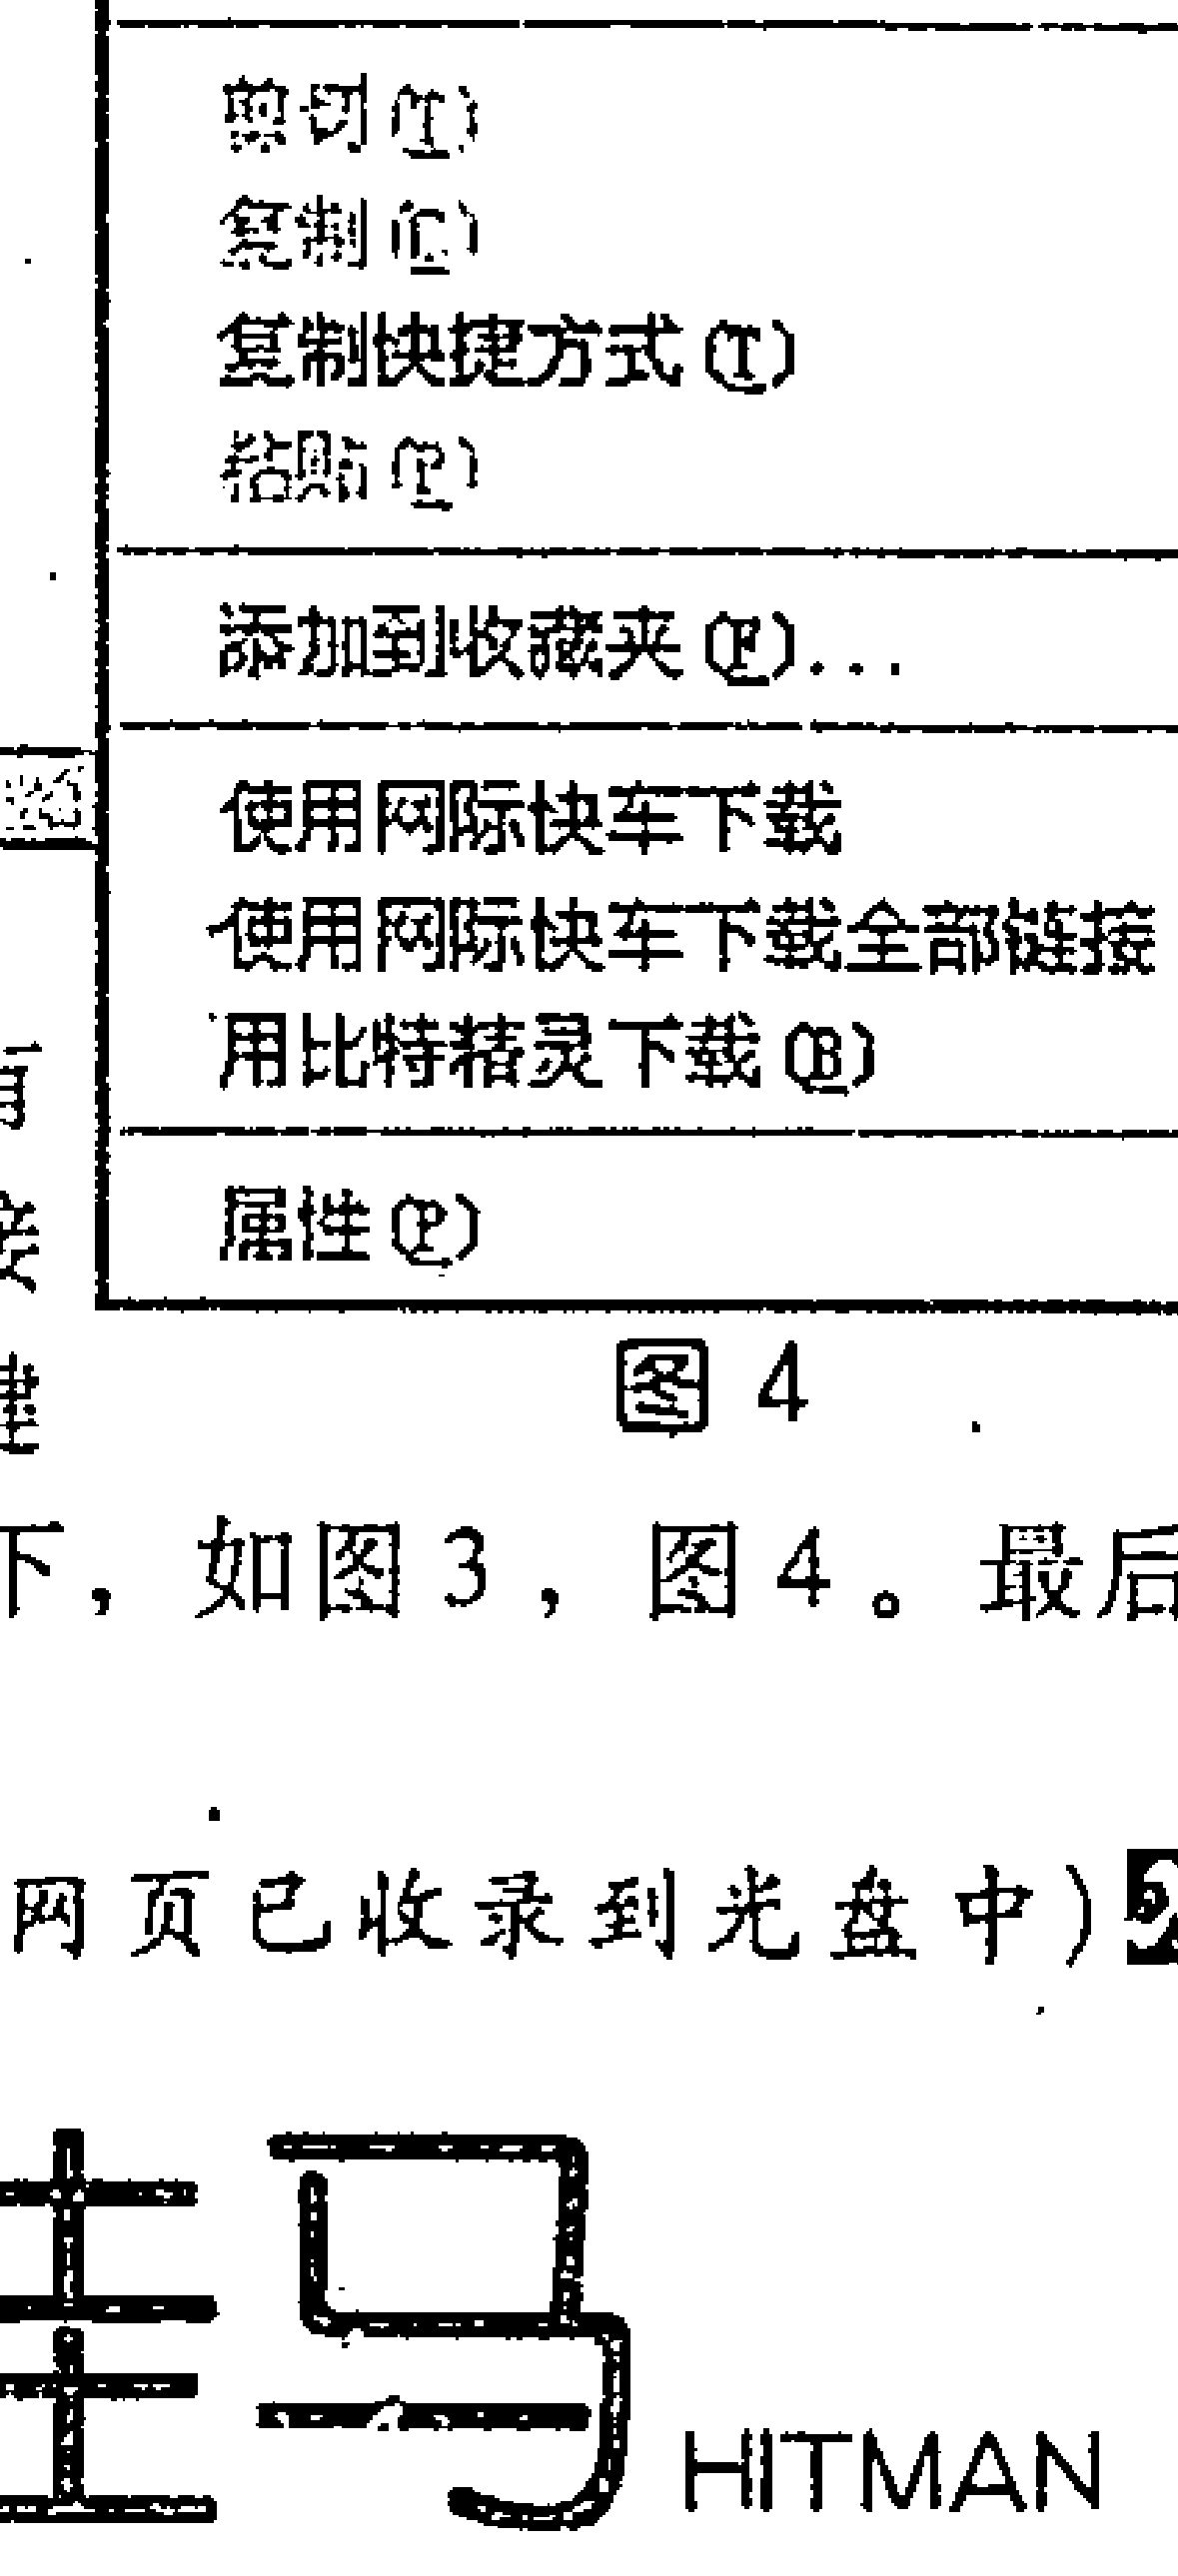 剪切(T)
复制(C)
复制快捷方式(T)
粘贴(P)
添加到收藏夹(F)...
使用网际快车下载
使用网际快车下载全部链接
用比特精灵下载(B)
属性(P)
图 4
下，如图3，图4。最后
网页已收录到光盘中)
马
HITMAN